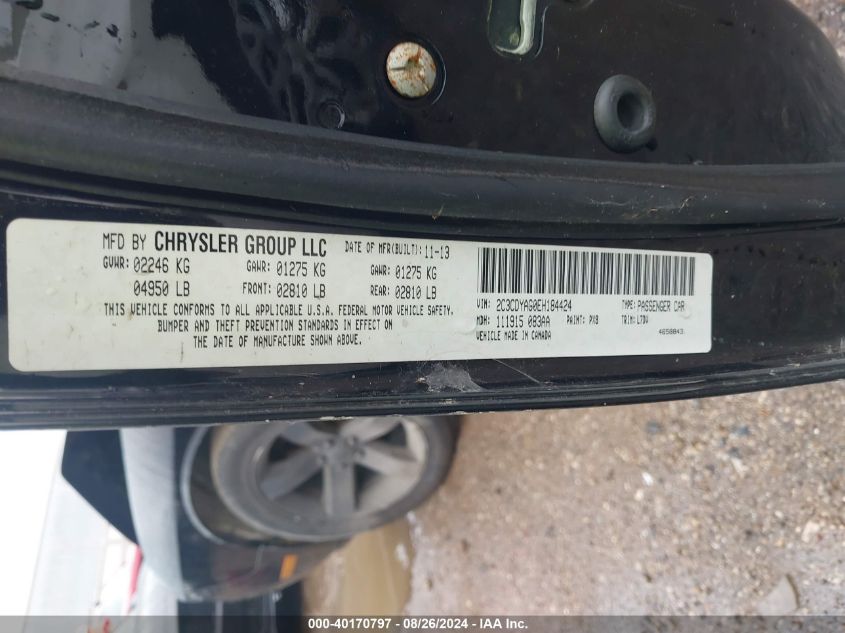 MFD BY CHRYSLER GROUP LLC DATE OF MFR(BUILT): 11-13
GVWR: 02246 KG GAWR: 01275 KG GAWR: 01275 KG
04950 LB FRONT: 02810 LB REAR: 02810 LB
THIS VEHICLE CONFORMS TO ALL APPLICABLE U.S.A. FEDERAL MOTOR VEHICLE SAFETY,
BUMPER AND THEFT PREVENTION STANDARDS IN EFFECT ON
THE DATE OF MANUFACTURE SHOWN ABOVE.
VIN: 2C3CDYAG0EH184424 TYPE: PASSENGER CAR
MDH: 111915 083AA PAINT: PX8 TRIM: L7DV
VEHICLE MADE IN CANADA 4658843
000-40170797 - 08/26/2024 - IAA Inc.